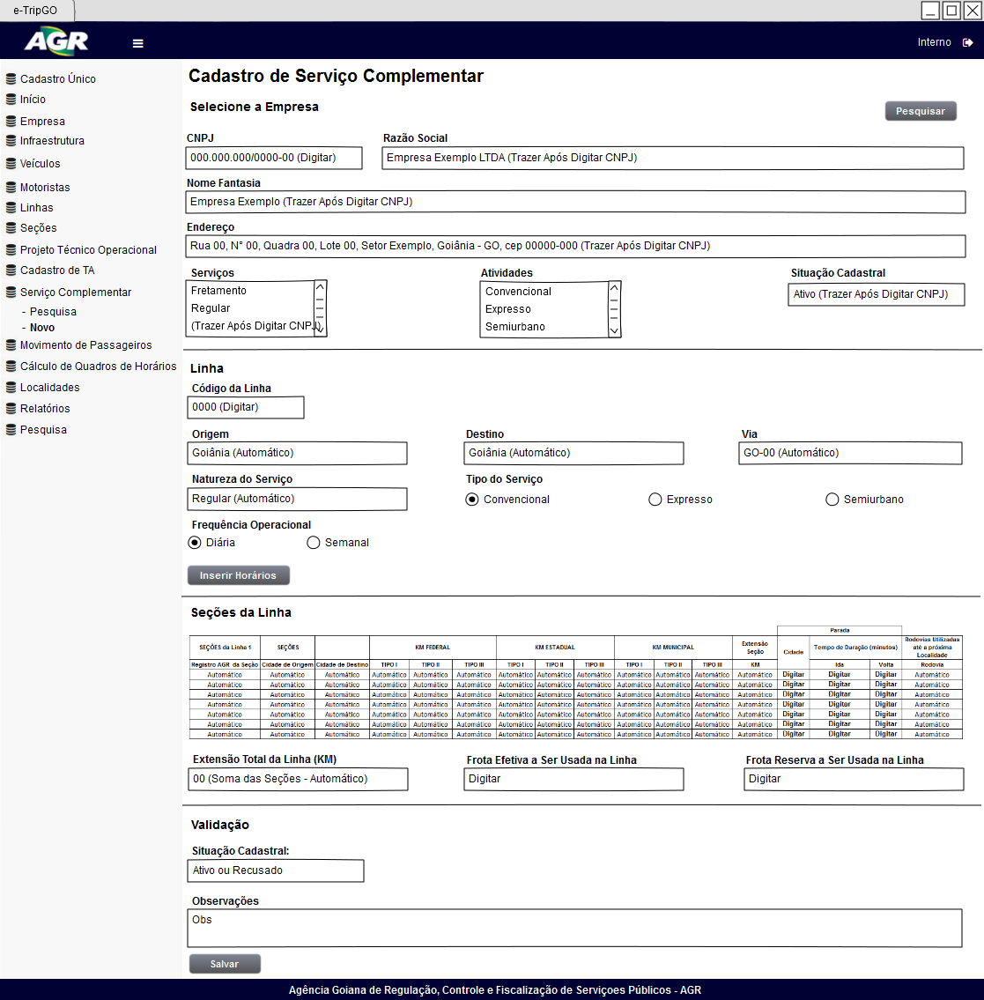 e-TripGO
AGR
Interno
Cadastro Único
Início
Empresa
Infraestrutura
Veículos
Motoristas
Linhas
Seções
Projeto Técnico Operacional
Cadastro de TA
Serviço Complementar
- Pesquisa
- Novo
Movimento de Passageiros
Cálculo de Quadros de Horários
Localidades
Relatórios
Pesquisa
Cadastro de Serviço Complementar
Selecione a Empresa
Pesquisar
CNPJ Razão Social
000.000.000/0000-00 (Digitar) Empresa Exemplo LTDA (Trazer Após Digitar CNPJ)
Nome Fantasia
Empresa Exemplo (Trazer Após Digitar CNPJ)
Endereço
Rua 00, N° 00, Quadra 00, Lote 00, Setor Exemplo, Goiânia - GO, cep 00000-000 (Trazer Após Digitar CNPJ)
Serviços Atividades Situação Cadastral
Fretamento Convencional Ativo (Trazer Após Digitar CNPJ)
Regular Expresso
(Trazer Após Digitar CNPJ) Semiurbano
Linha
Código da Linha
0000 (Digitar)
Origem Destino Via
Goiânia (Automático) Goiânia (Automático) GO-00 (Automático)
Natureza do Serviço Tipo do Serviço
Regular (Automático) Convencional Expresso Semiurbano
Frequência Operacional
Diária Semanal
Inserir Horários
Seções da Linha
Parada
SEÇÕES da Linha 1 SEÇÕES KM FEDERAL KM ESTADUAL KM MUNICIPAL Extensão Seção Cidade Tempo de Duração (minutos) Rodovias Utilizadas até a próxima Localidade
Registro AGR da Seção Cidade de Origem Cidade de Destino TIPO I TIPO II TIPO III TIPO I TIPO II TIPO III TIPO I TIPO II TIPO III KM Ida Volta Rodovia
Automático Automático Automático Automático Automático Automático Automático Automático Automático Automático Automático Automático Automático Digitar Digitar Digitar Automático
Automático Automático Automático Automático Automático Automático Automático Automático Automático Automático Automático Automático Automático Digitar Digitar Digitar Automático
Automático Automático Automático Automático Automático Automático Automático Automático Automático Automático Automático Automático Automático Digitar Digitar Digitar Automático
Automático Automático Automático Automático Automático Automático Automático Automático Automático Automático Automático Automático Automático Digitar Digitar Digitar Automático
Automático Automático Automático Automático Automático Automático Automático Automático Automático Automático Automático Automático Automático Digitar Digitar Digitar Automático
Automático Automático Automático Automático Automático Automático Automático Automático Automático Automático Automático Automático Automático Digitar Digitar Digitar Automático
Automático Automático Automático Automático Automático Automático Automático Automático Automático Automático Automático Automático Automático Digitar Digitar Digitar Automático
Extensão Total da Linha (KM) Frota Efetiva a Ser Usada na Linha Frota Reserva a Ser Usada na Linha
00 (Soma das Seções - Automático) Digitar Digitar
Validação
Situação Cadastral:
Ativo ou Recusado
Observações
Obs
Salvar
Agência Goiana de Regulação, Controle e Fiscalização de Serviçoes Públicos - AGR